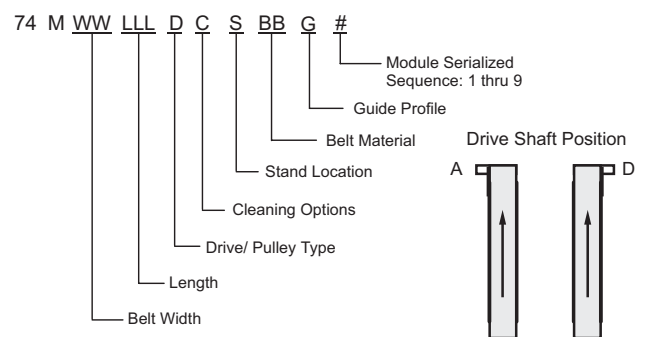 74 M WW LLL D C S BB G #
Module Serialized
Sequence: 1 thru 9
Guide Profile
Belt Material
Stand Location
Cleaning Options
Drive/ Pulley Type
Length
Belt Width
Drive Shaft Position
A D